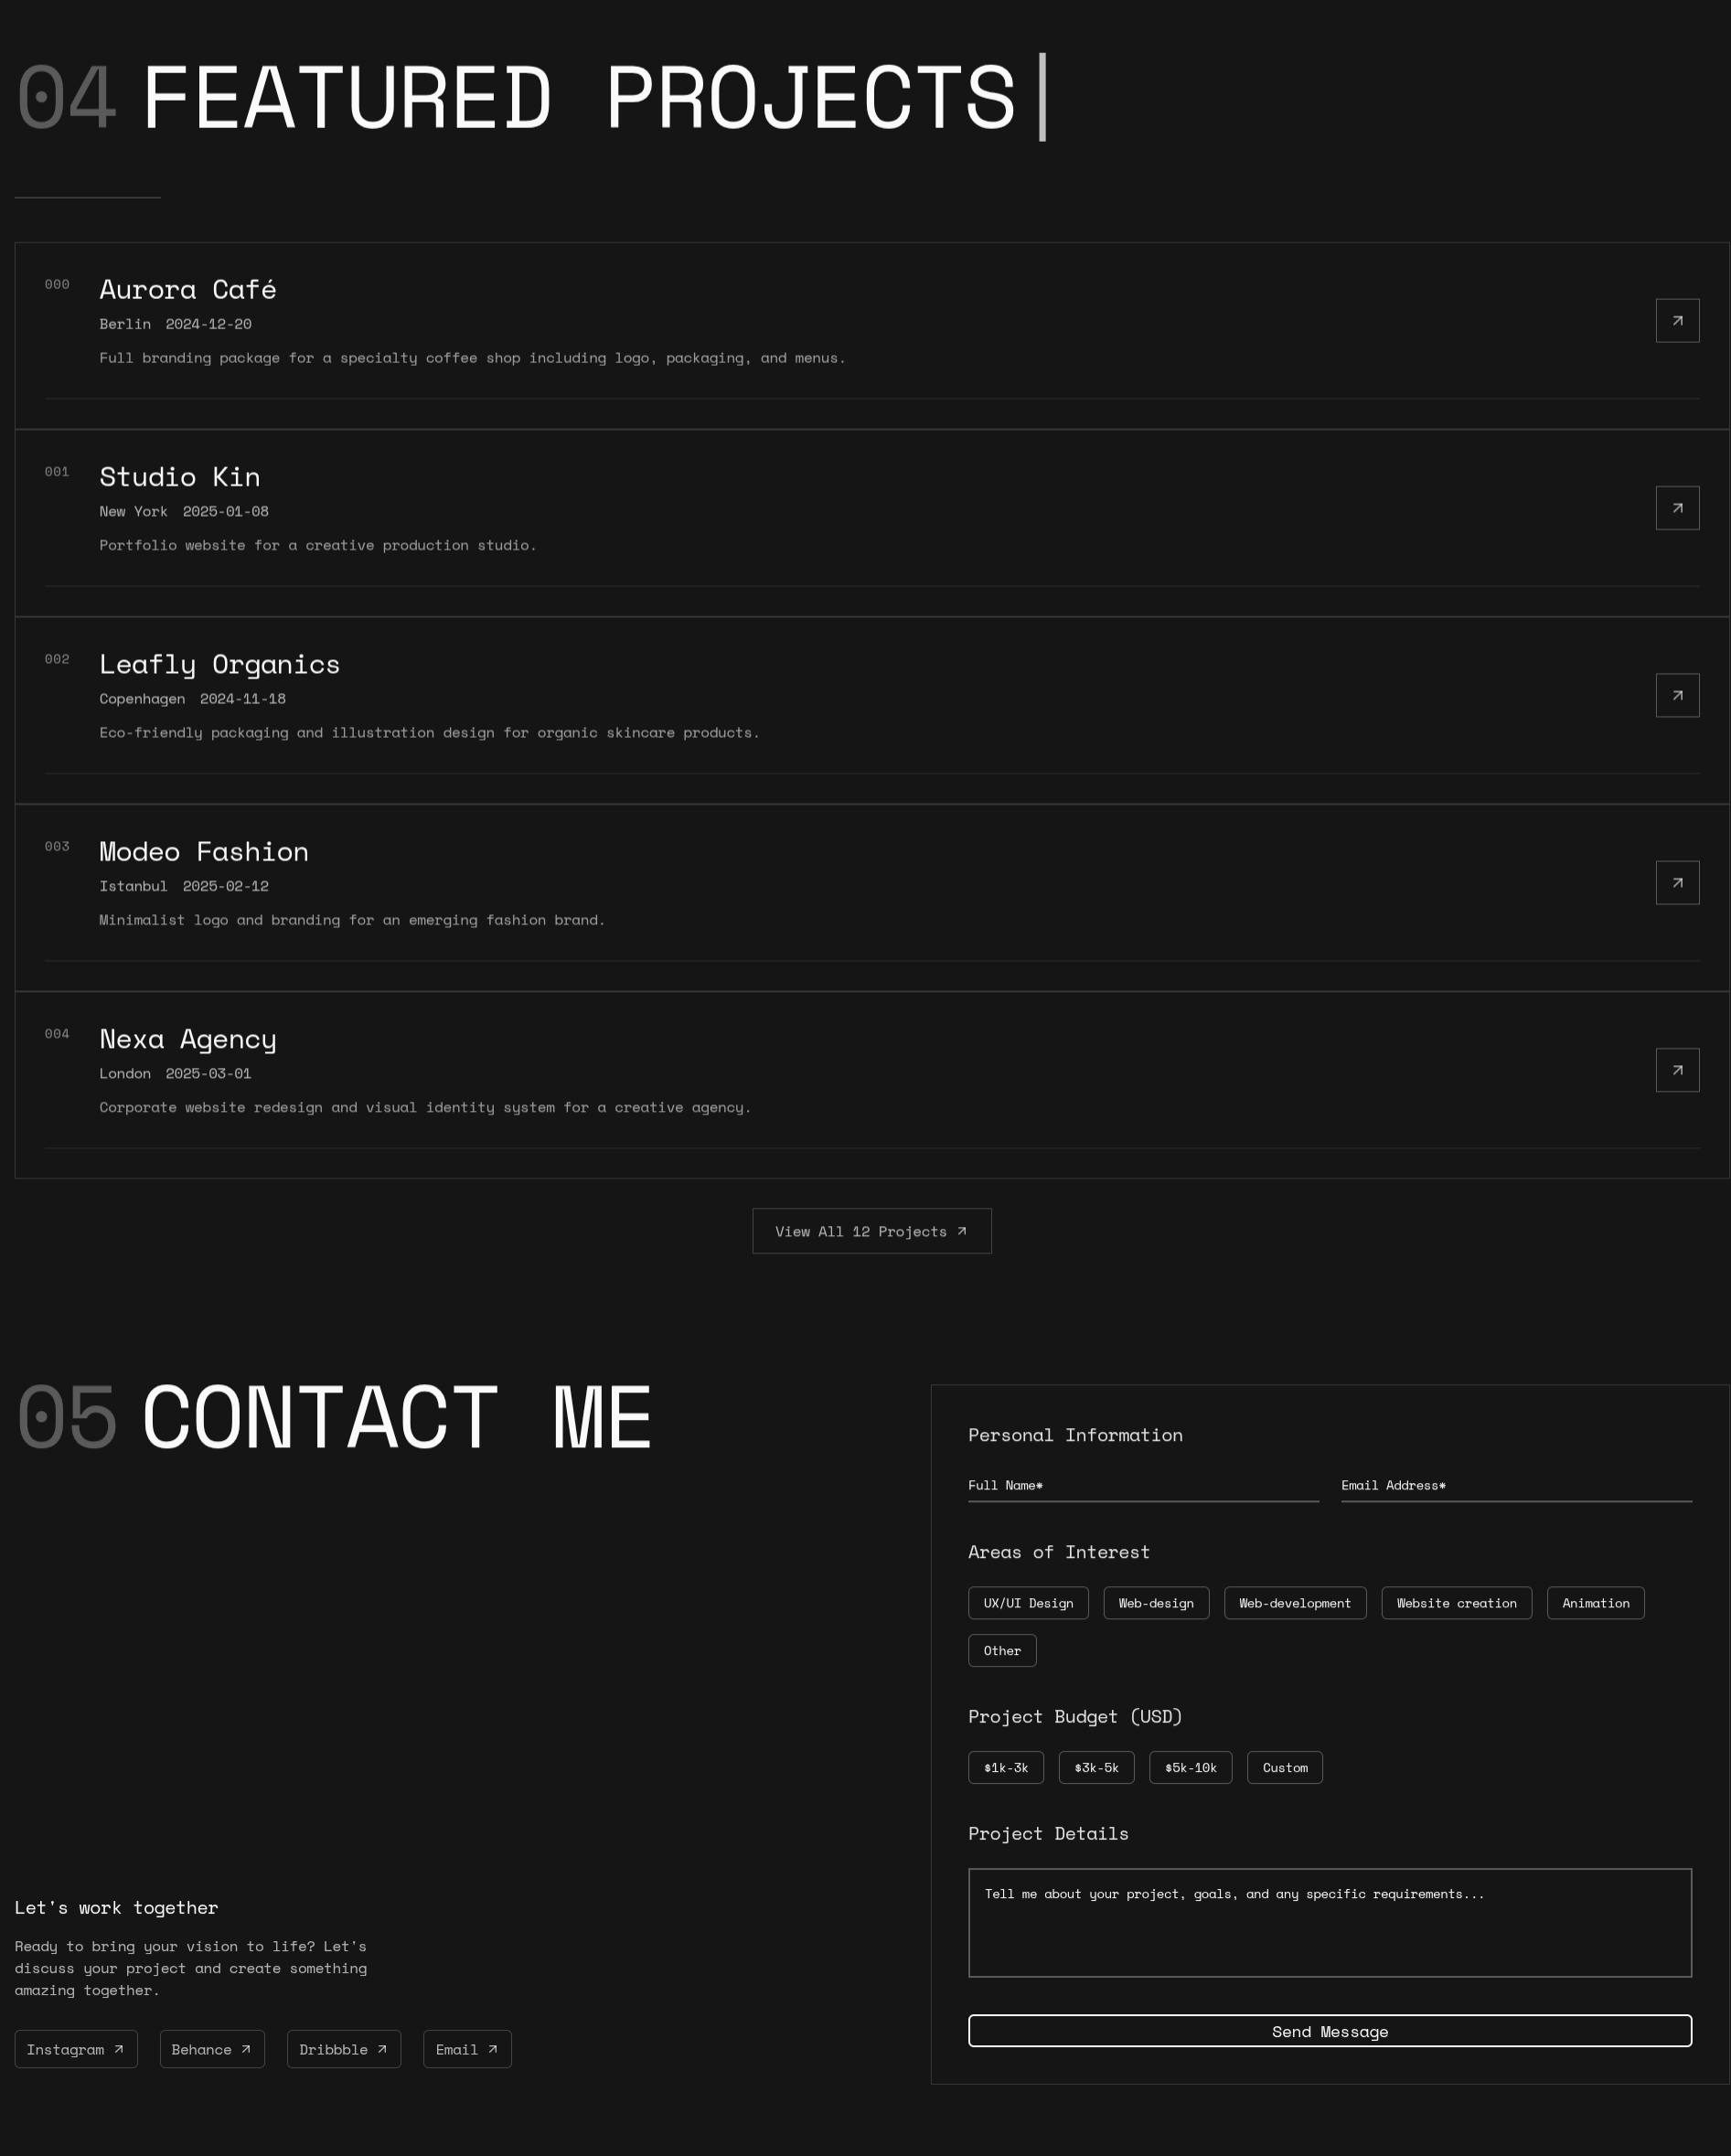 04 FEATURED PROJECTS
000
Aurora Café
Berlin 2024-12-20
Full branding package for a specialty coffee shop including logo, packaging, and menus.
001
Studio Kin
New York 2025-01-08
Portfolio website for a creative production studio.
002
Leafly Organics
Copenhagen 2024-11-18
Eco-friendly packaging and illustration design for organic skincare products.
003
Modeo Fashion
Istanbul 2025-02-12
Minimalist logo and branding for an emerging fashion brand.
004
Nexa Agency
London 2025-03-01
Corporate website redesign and visual identity system for a creative agency.
View All 12 Projects
05 CONTACT ME
Let's work together
Ready to bring your vision to life? Let's
discuss your project and create something
amazing together.
Instagram Behance Dribbble Email
Personal Information
Full Name* Email Address*
Areas of Interest
UX/UI Design Web-design Web-development Website creation Animation
Other
Project Budget (USD)
$1k-3k $3k-5k $5k-10k Custom
Project Details
Tell me about your project, goals, and any specific requirements...
Send Message